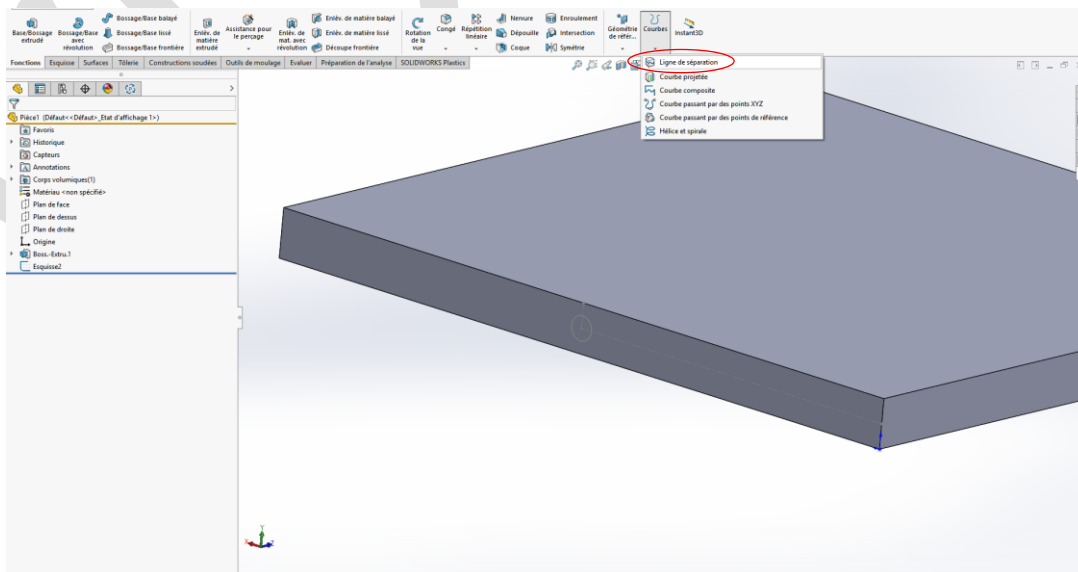 Base/Bossage extrudé
Bossage/Base avec révolution
Bossage/Base balayé
Bossage/Base lissé
Bossage/Base frontière
Enlèv. de matière extrudé
Assistance pour le perçage
Enlèv. de mat. avec révolution
Enlèv. de matière balayé
Enlèv. de matière lissé
Découpe frontière
Rotation de la vue
Congé
Répétition linéaire
Nervure
Dépouille
Coque
Enroulement
Intersection
Symétrie
Géométrie de référ...
Courbes
Instant3D
Fonctions Esquisse Surfaces Tôlerie Constructions soudées Outils de moulage Evaluer Préparation de l'analyse SOLIDWORKS Plastics
Ligne de séparation
Courbe projetée
Courbe composite
Courbe passant par des points XYZ
Courbe passant par des points de référence
Hélice et spirale
Pièce1 (Défaut<<Défaut>_Etat d'affichage 1>)
Favoris
Historique
Capteurs
Annotations
Corps volumiques(1)
Matériau <non spécifié>
Plan de face
Plan de dessus
Plan de droite
Origine
Boss.-Extru.1
Esquisse2
Y
X
Z